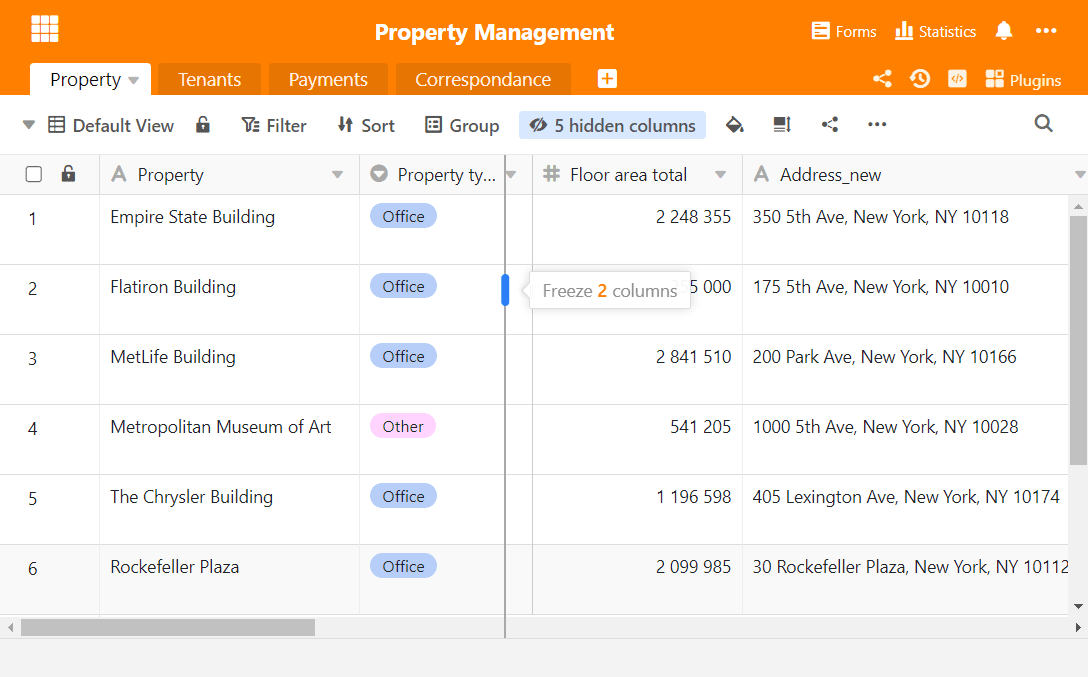 Property Management
Forms Statistics
Property Tenants Payments Correspondance Plugins
Default View Filter Sort Group 5 hidden columns
Property Property ty... Floor area total Address_new
1 Empire State Building Office 2 248 355 350 5th Ave, New York, NY 10118
2 Flatiron Building Office 55 000 175 5th Ave, New York, NY 10010
Freeze 2 columns
3 MetLife Building Office 2 841 510 200 Park Ave, New York, NY 10166
4 Metropolitan Museum of Art Other 541 205 1000 5th Ave, New York, NY 10028
5 The Chrysler Building Office 1 196 598 405 Lexington Ave, New York, NY 10174
6 Rockefeller Plaza Office 2 099 985 30 Rockefeller Plaza, New York, NY 10112